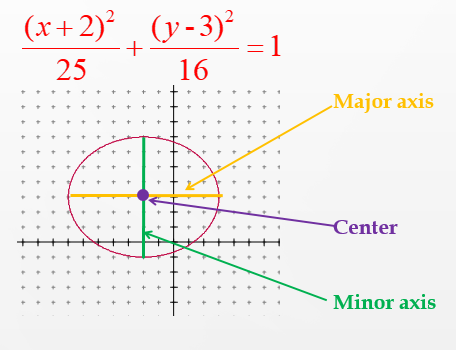 (x + 2)² / 25 + (y - 3)² / 16 = 1
Major axis
Center
Minor axis